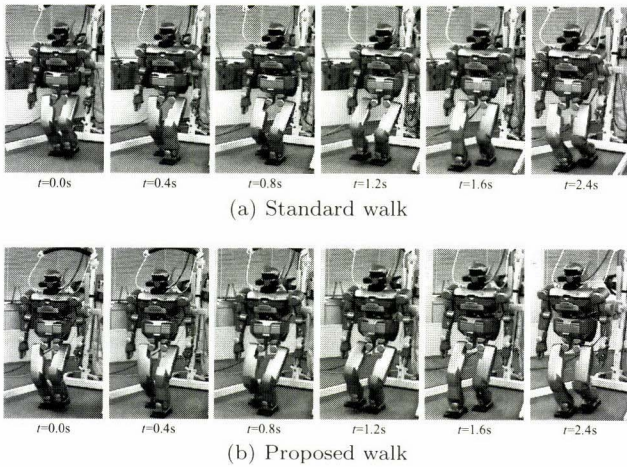 t=0.0s t=0.4s t=0.8s t=1.2s t=1.6s t=2.4s
(a) Standard walk
t=0.0s t=0.4s t=0.8s t=1.2s t=1.6s t=2.4s
(b) Proposed walk